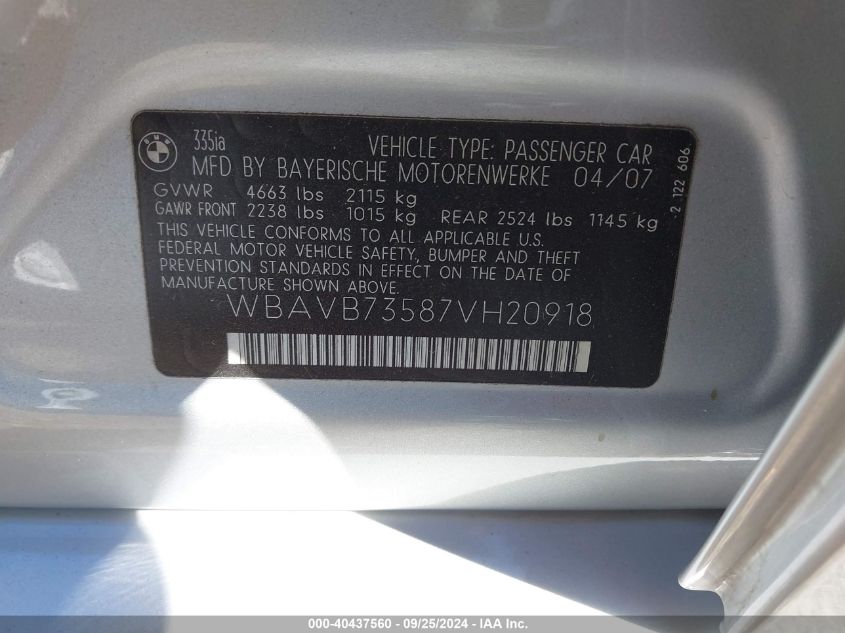 BMW
335ia
VEHICLE TYPE: PASSENGER CAR
MFD BY BAYERISCHE MOTORENWERKE 04/07
GVWR 4663 lbs 2115 kg
GAWR FRONT 2238 lbs 1015 kg REAR 2524 lbs 1145 kg
THIS VEHICLE CONFORMS TO ALL APPLICABLE U.S.
FEDERAL MOTOR VEHICLE SAFETY, BUMPER AND THEFT
PREVENTION STANDARDS IN EFFECT ON THE DATE OF
MANUFACTURE SHOWN ABOVE.
WBAVB73587VH20918
2 122 606
000-40437560 - 09/25/2024 - IAA Inc.